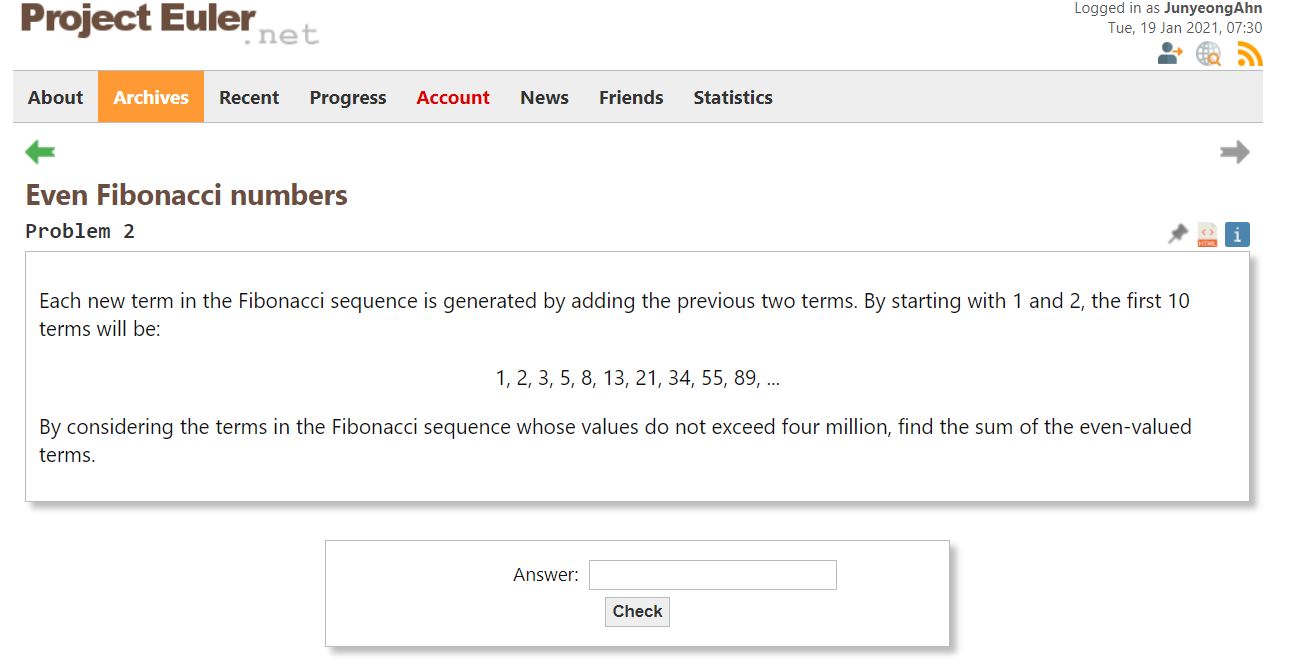 Project Euler
.net
Logged in as JunyeongAhn
Tue, 19 Jan 2021, 07:30
About Archives Recent Progress Account News Friends Statistics
Even Fibonacci numbers
Problem 2
HTML
i
Each new term in the Fibonacci sequence is generated by adding the previous two terms. By starting with 1 and 2, the first 10
terms will be:
1, 2, 3, 5, 8, 13, 21, 34, 55, 89, ...
By considering the terms in the Fibonacci sequence whose values do not exceed four million, find the sum of the even-valued
terms.
Answer:
Check